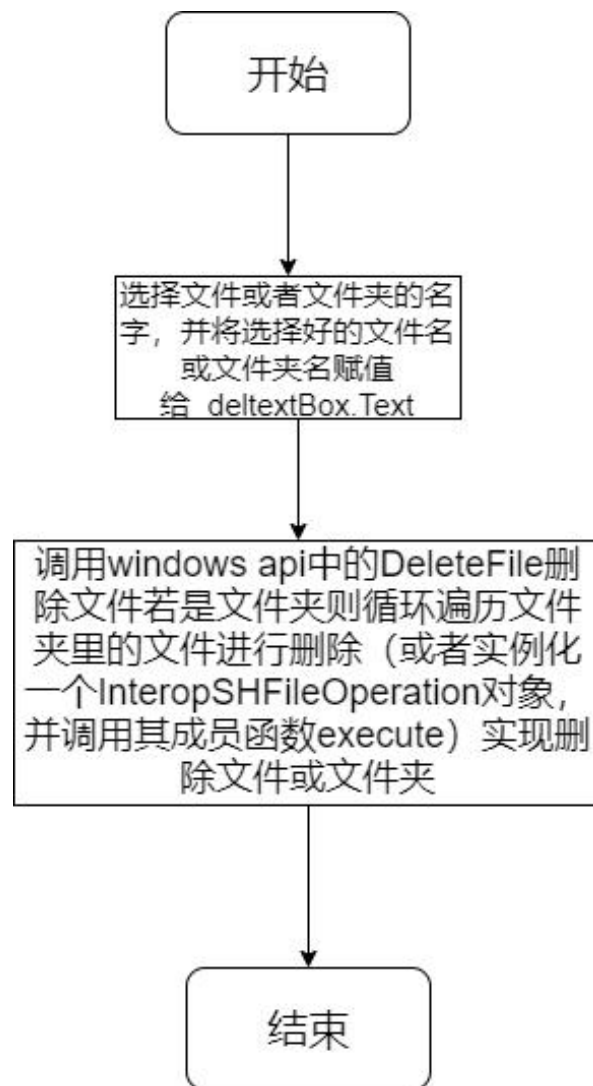 开始
选择文件或者文件夹的名
字，并将选择好的文件名
或文件夹名赋值
给 deltextBox.Text
调用windows api中的DeleteFile删
除文件若是文件夹则循环遍历文件
夹里的文件进行删除（或者实例化
一个InteropSHFileOperation对象，
并调用其成员函数execute）实现删
除文件或文件夹
结束